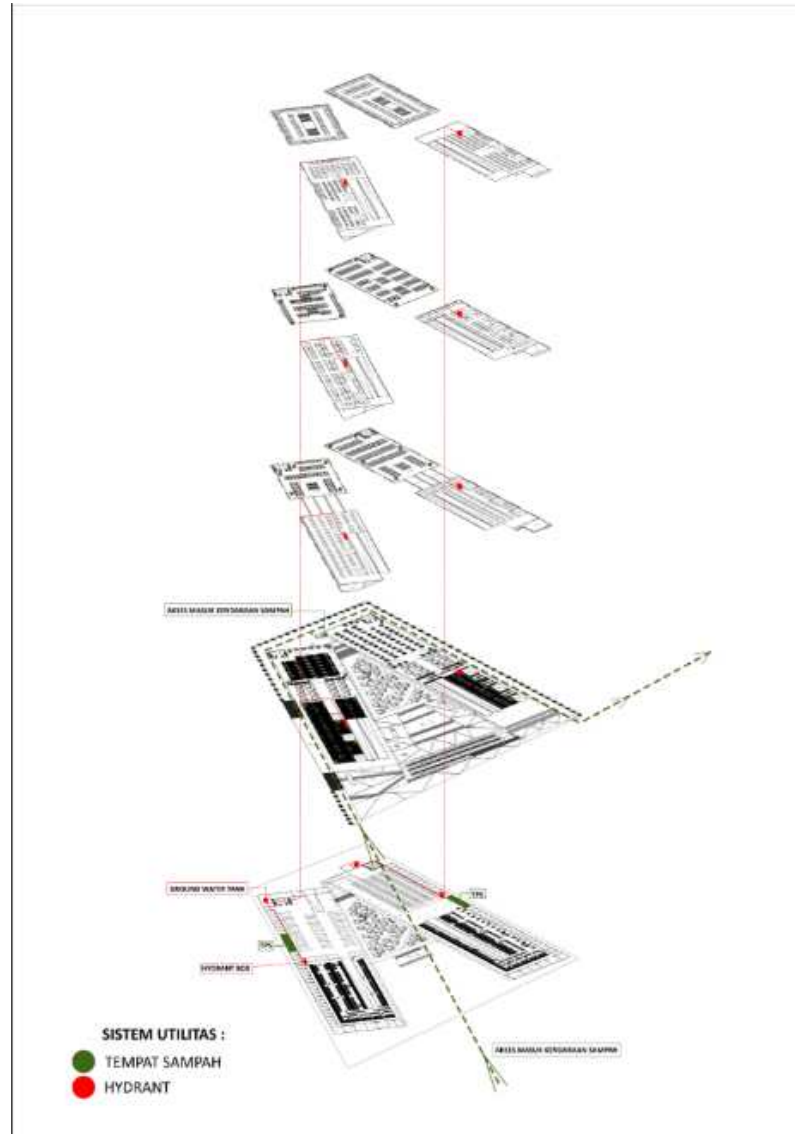 AKSES MASUK KENDARAAN SAMPAH
GROUND WATER TANK
TPS
TPS
HYDRANT BOX
AKSES MASUK KENDARAAN SAMPAH
SISTEM UTILITAS :
TEMPAT SAMPAH
HYDRANT